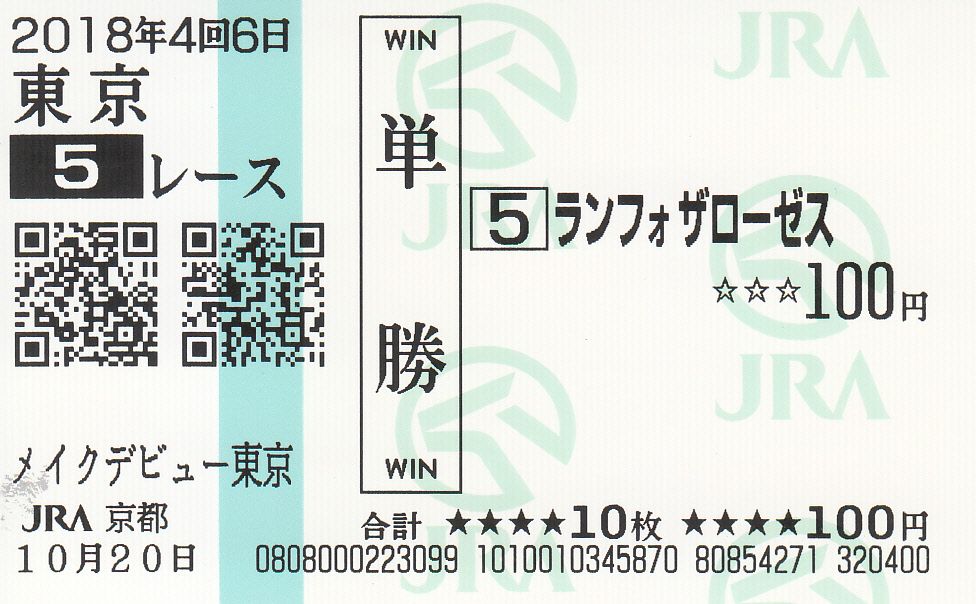 2018年4回6日
東京
5レース
メイクデビュー東京
JRA 京都
10月20日
WIN
単勝
WIN
5 ランフォザローゼス
☆☆☆100円
合計 ★★★★10枚 ★★★★100円
0808000223099 1010010345870 80854271 320400
JRA
JRA
JRA
JRA